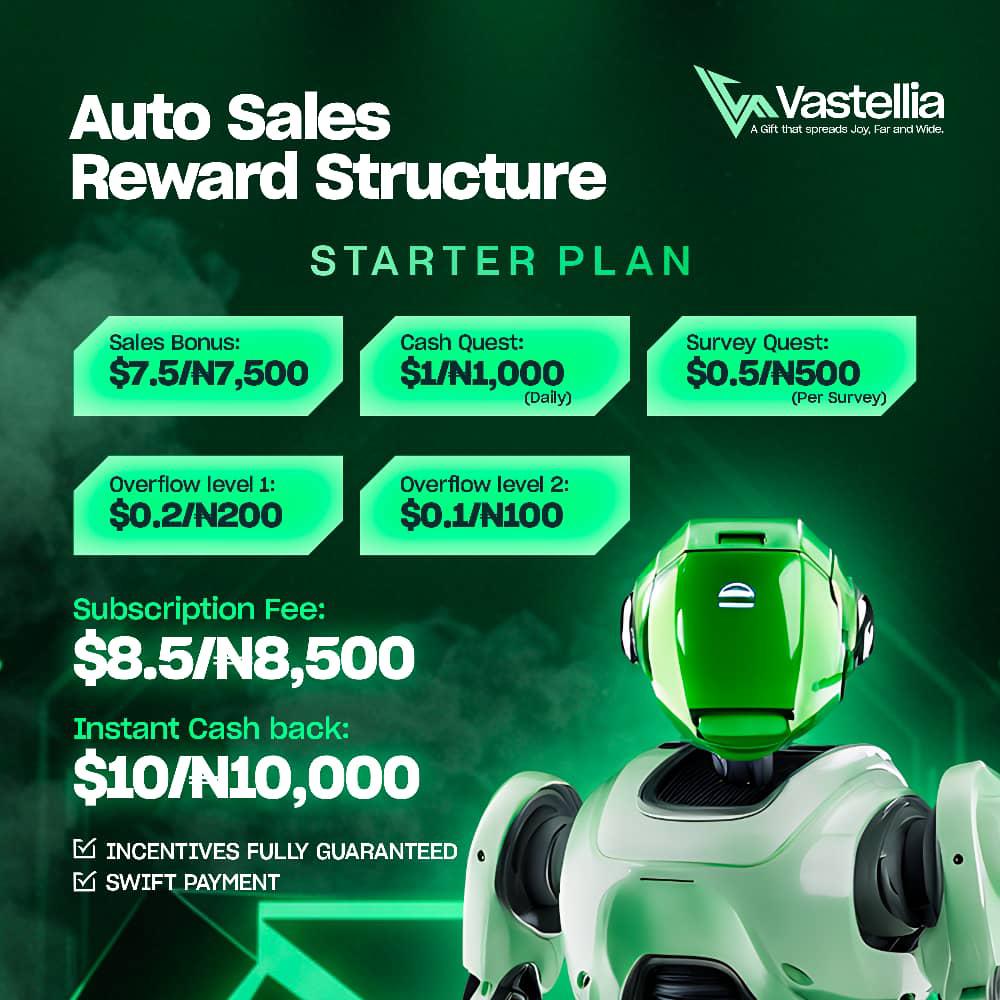 Auto Sales
Reward Structure
Vastellia
A Gift that spreads Joy, Far and Wide.
STARTER PLAN
Sales Bonus:
$7.5/₦7,500
Cash Quest:
$1/₦1,000
(Daily)
Survey Quest:
$0.5/₦500
(Per Survey)
Overflow level 1:
$0.2/₦200
Overflow level 2:
$0.1/₦100
Subscription Fee:
$8.5/₦8,500
Instant Cash back:
$10/₦10,000
INCENTIVES FULLY GUARANTEED
SWIFT PAYMENT